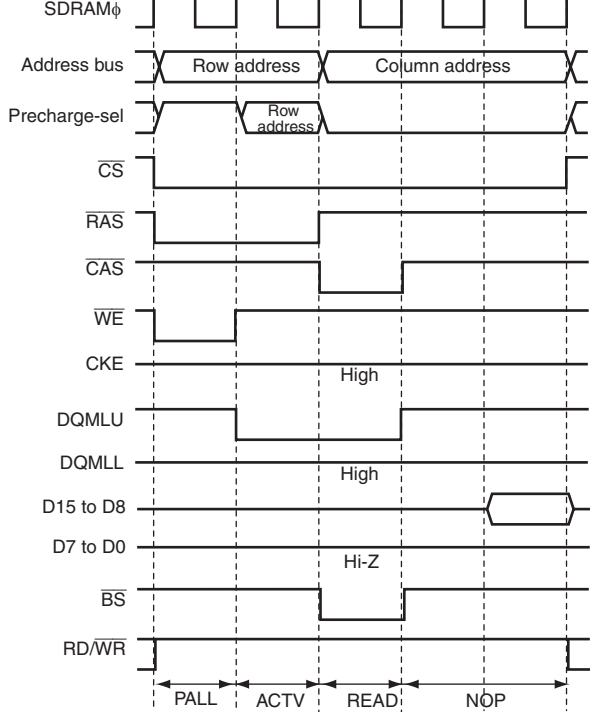 SDRAMϕ
Address bus
Row address
Column address
Precharge-sel
Row
address
CS
RAS
CAS
WE
CKE
High
DQMLU
DQMLL
High
D15 to D8
D7 to D0
Hi-Z
BS
RD/WR
PALL
ACTV
READ
NOP